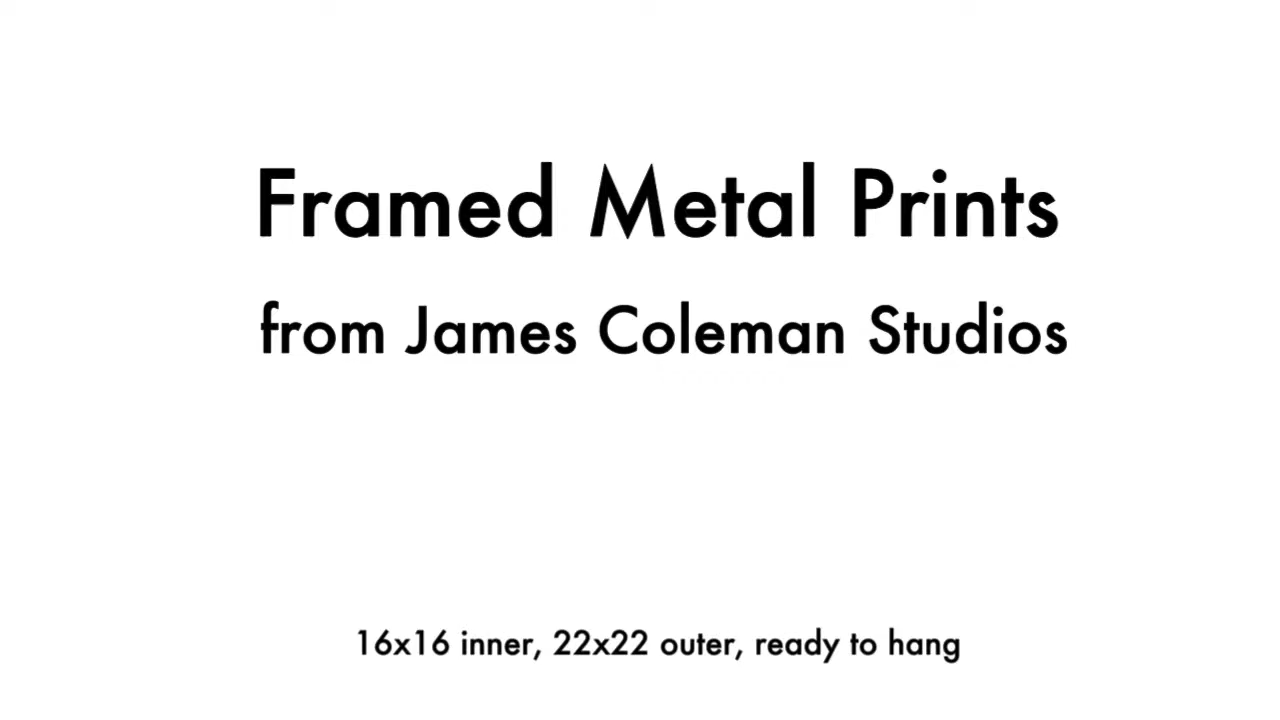 Framed Metal Prints
from James Coleman Studios
16x16 inner, 22x22 outer, ready to hang